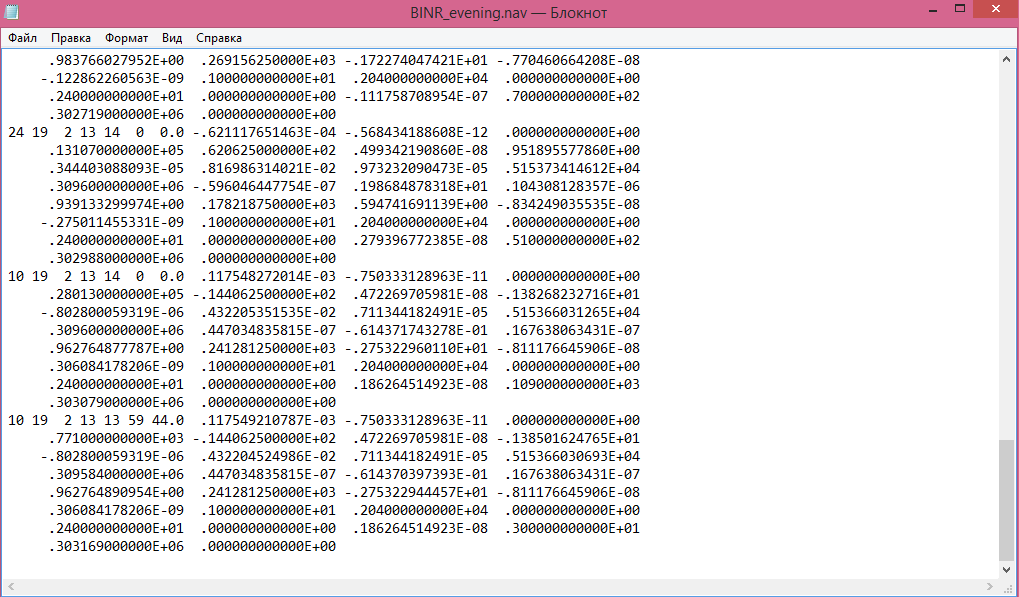 BINR_evening.nav — Блокнот
Файл Правка Формат Вид Справка
.983766027952E+00 .269156250000E+03 -.172274047421E+01 -.770460664208E-08
-.122862260563E-09 .100000000000E+01 .204000000000E+04 .000000000000E+00
.240000000000E+01 .000000000000E+00 -.111758708954E-07 .700000000000E+02
.302719000000E+06 .000000000000E+00
24 19 2 13 14 0 0.0 -.621117651463E-04 -.568434188608E-12 .000000000000E+00
.131070000000E+05 .620625000000E+02 .499342190860E-08 .951895577860E+00
.344403088093E-05 .816986314021E-02 .973232090473E-05 .515373414612E+04
.309600000000E+06 -.596046447754E-07 .198684878318E+01 .104308128357E-06
.939133299974E+00 .178218750000E+03 .594741691139E+00 -.834249035535E-08
-.275011455331E-09 .100000000000E+01 .204000000000E+04 .000000000000E+00
.240000000000E+01 .000000000000E+00 .279396772385E-08 .510000000000E+02
.302988000000E+06 .000000000000E+00
10 19 2 13 14 0 0.0 .117548272014E-03 -.750333128963E-11 .000000000000E+00
.280130000000E+05 -.144062500000E+02 .472269705981E-08 -.138268232716E+01
-.802800059319E-06 .432205351535E-02 .711344182491E-05 .515366031265E+04
.309600000000E+06 .447034835815E-07 -.614371743278E-01 .167638063431E-07
.962764877787E+00 .241281250000E+03 -.275322960110E+01 -.811176645906E-08
.306084178206E-09 .100000000000E+01 .204000000000E+04 .000000000000E+00
.240000000000E+01 .000000000000E+00 .186264514923E-08 .109000000000E+03
.303079000000E+06 .000000000000E+00
10 19 2 13 13 59 44.0 .117549210787E-03 -.750333128963E-11 .000000000000E+00
.771000000000E+03 -.144062500000E+02 .472269705981E-08 -.138501624765E+01
-.802800059319E-06 .432204524986E-02 .711344182491E-05 .515366030693E+04
.309584000000E+06 .447034835815E-07 -.614370397393E-01 .167638063431E-07
.962764890954E+00 .241281250000E+03 -.275322944457E+01 -.811176645906E-08
.306084178206E-09 .100000000000E+01 .204000000000E+04 .000000000000E+00
.240000000000E+01 .000000000000E+00 .186264514923E-08 .300000000000E+01
.303169000000E+06 .000000000000E+00